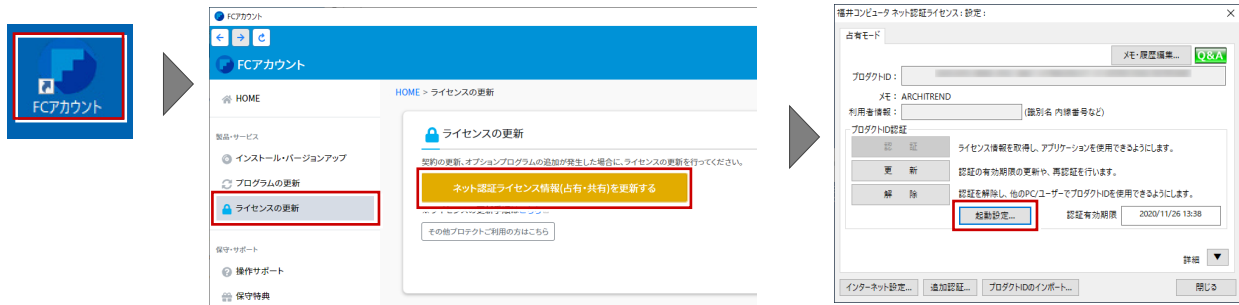 FCアカウント
FCアカウント
FCアカウント
HOME
製品・サービス
インストール・バージョンアップ
プログラムの更新
ライセンスの更新
保守・サポート
操作サポート
保守特典
HOME > ライセンスの更新
ライセンスの更新
契約の更新、オプションプログラムの追加が発生した場合に、ライセンスの更新を行ってください。
ネット認証ライセンス情報(占有・共有)を更新する
その他プロテクトご利用の方はこちら
福井コンピュータ ネット認証ライセンス : 設定 :
占有モード
メモ・履歴編集... Q&A
プロダクトID :
メモ : ARCHITREND
利用者情報 : (識別名 内線番号など)
プロダクトID認証
認 証 ライセンス情報を取得し、アプリケーションを使用できるようにします。
更 新 認証の有効期限の更新や、再認証を行います。
解 除 認証を解除し、他のPC/ユーザーでプロダクトIDを使用できるようにします。
起動設定... 認証有効期限 2020/11/26 13:38
詳細 ▼
インターネット設定... 追加認証... プロダクトIDのインポート... 閉じる